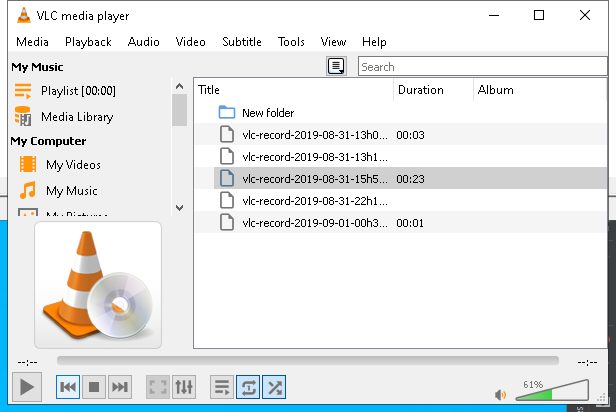 VLC media player
Media Playback Audio Video Subtitle Tools View Help
My Music
Playlist [00:00]
Media Library
My Computer
My Videos
My Music
My Pictures
Search
Title Duration Album
New folder
vlc-record-2019-08-31-13h0... 00:03
vlc-record-2019-08-31-13h1...
vlc-record-2019-08-31-15h5... 00:23
vlc-record-2019-08-31-22h1...
vlc-record-2019-09-01-00h3... 00:01
--:-- --:--
61%